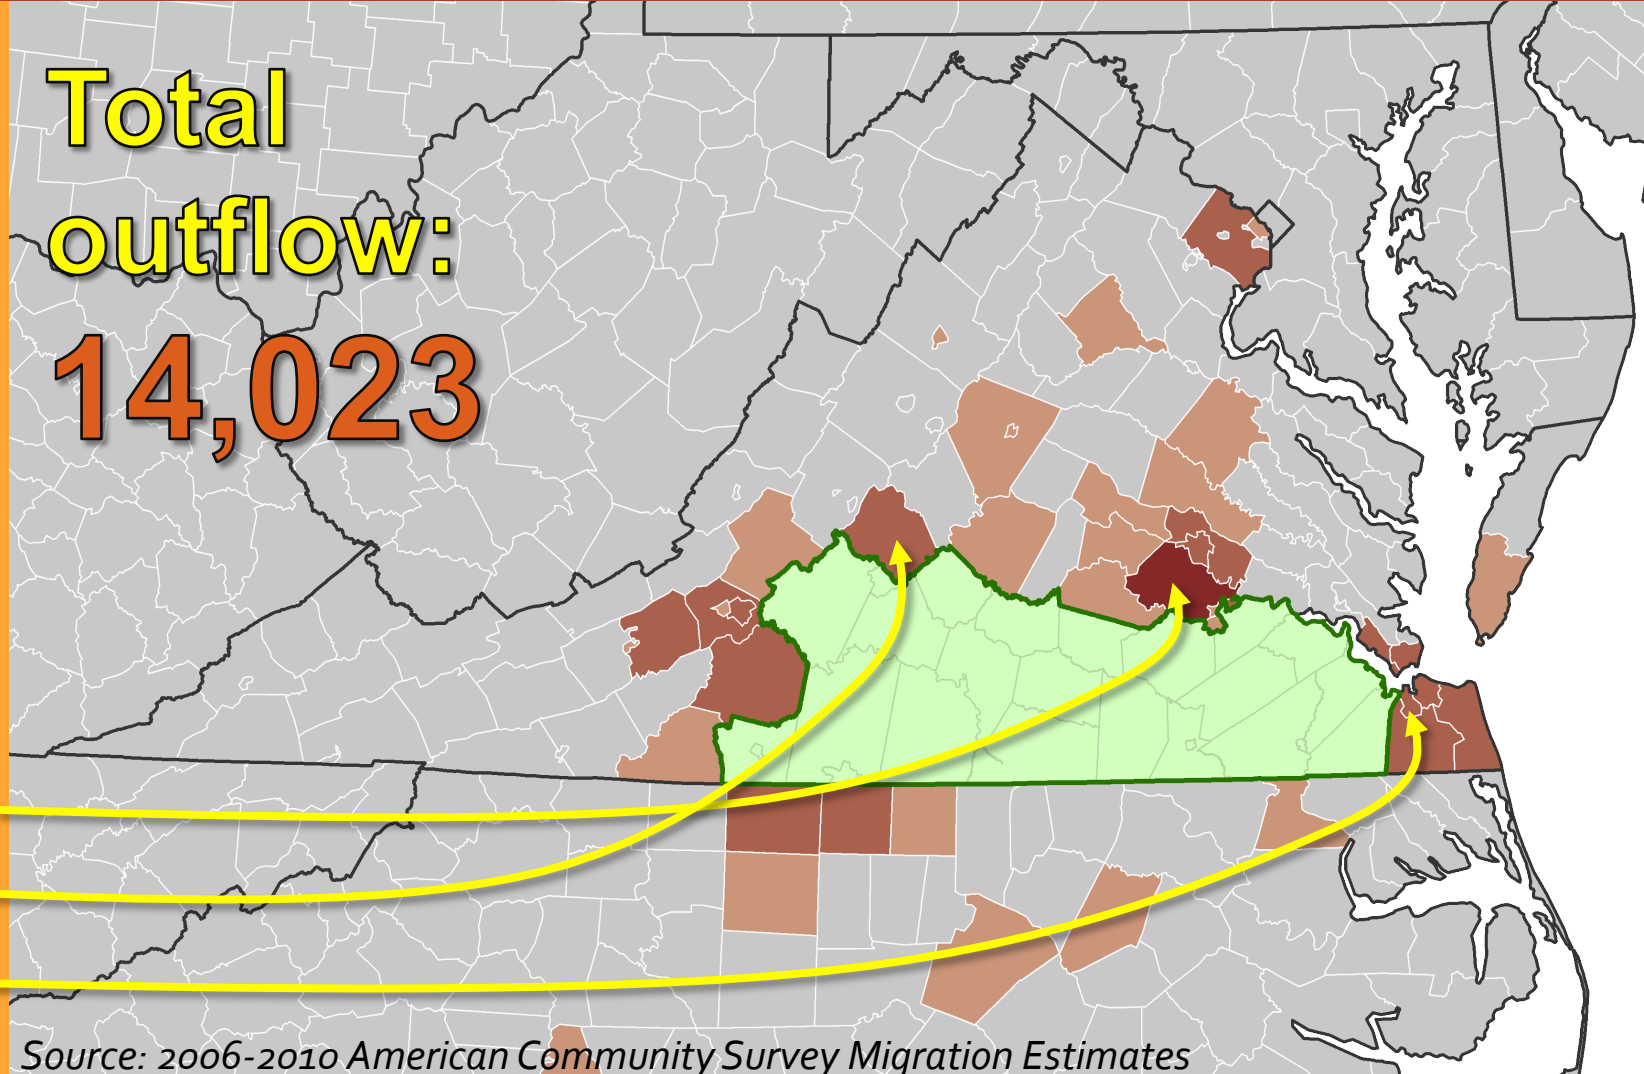 Total
outflow:
14,023
Source: 2006-2010 American Community Survey Migration Estimates